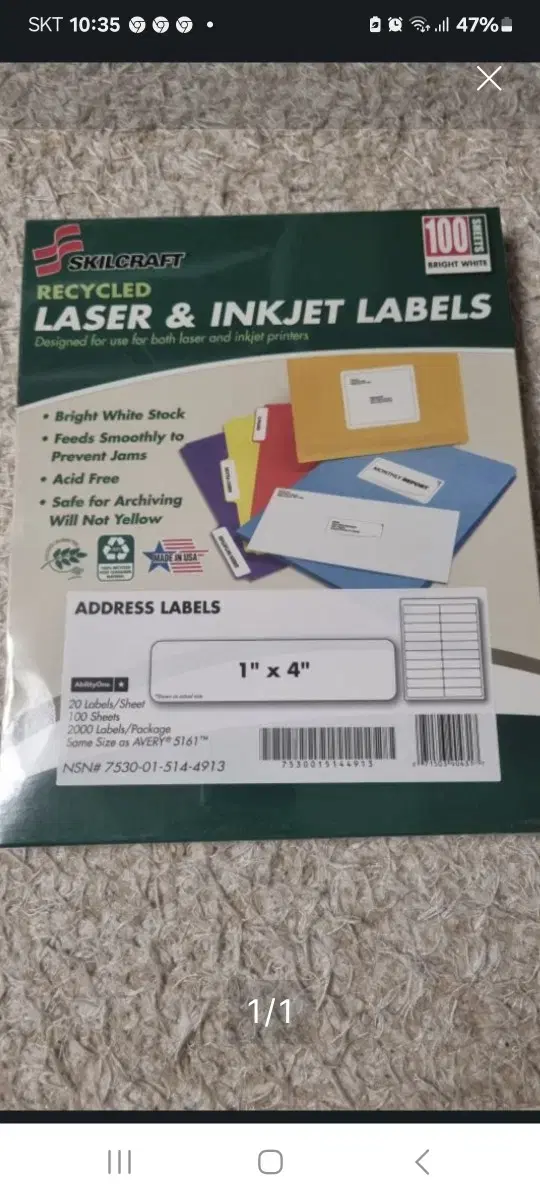 SKT 10:35
47%
SKILCRAFT
100 SHEETS
BRIGHT WHITE
RECYCLED
LASER & INKJET LABELS
Designed for use for both laser and inkjet printers
• Bright White Stock
• Feeds Smoothly to
Prevent Jams
• Acid Free
• Safe for Archiving
Will Not Yellow
MONTHLY REPORT
MADE IN USA
ADDRESS LABELS
1" x 4"
AbilityOne
20 Labels/Sheet
100 Sheets
2000 Labels/Package
Same Size as AVERY® 5161™
NSN# 7530-01-514-4913
7530015144913
1/1